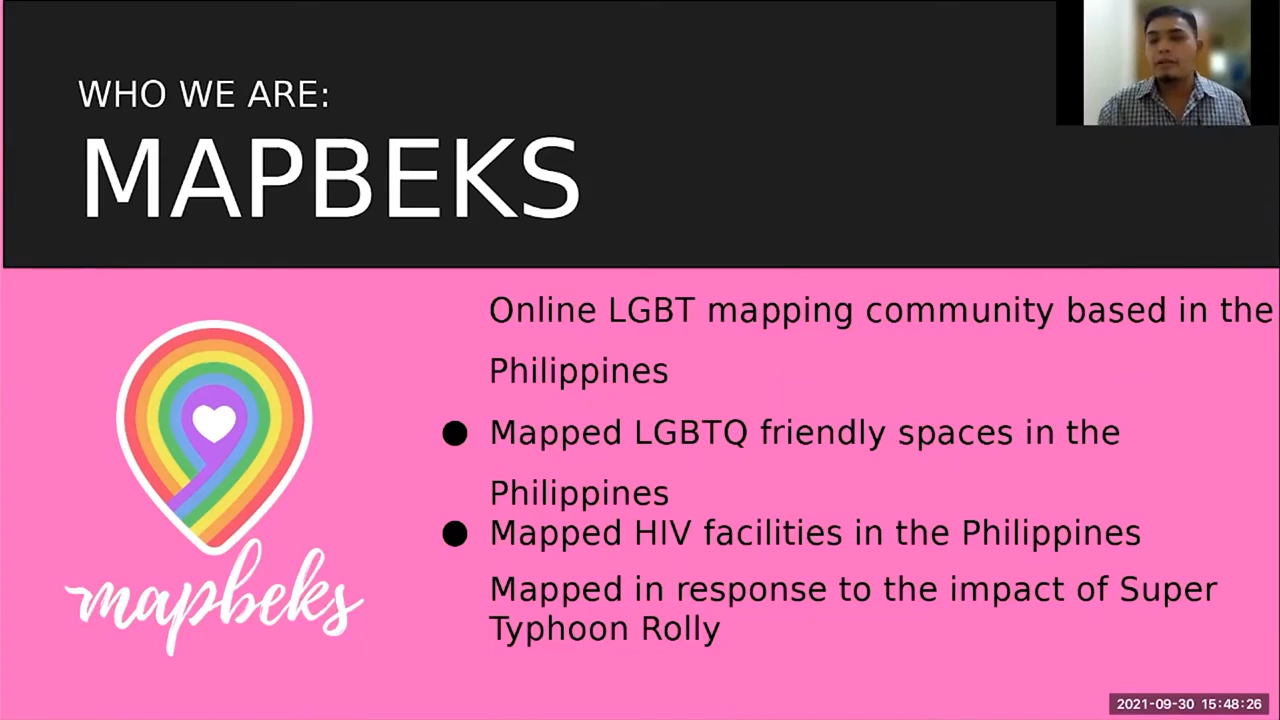 WHO WE ARE:
MAPBEKS
Online LGBT mapping community based in the
Philippines
● Mapped LGBTQ friendly spaces in the
Philippines
● Mapped HIV facilities in the Philippines
Mapped in response to the impact of Super
Typhoon Rolly
mapbeks
2021-09-30 15:48:26